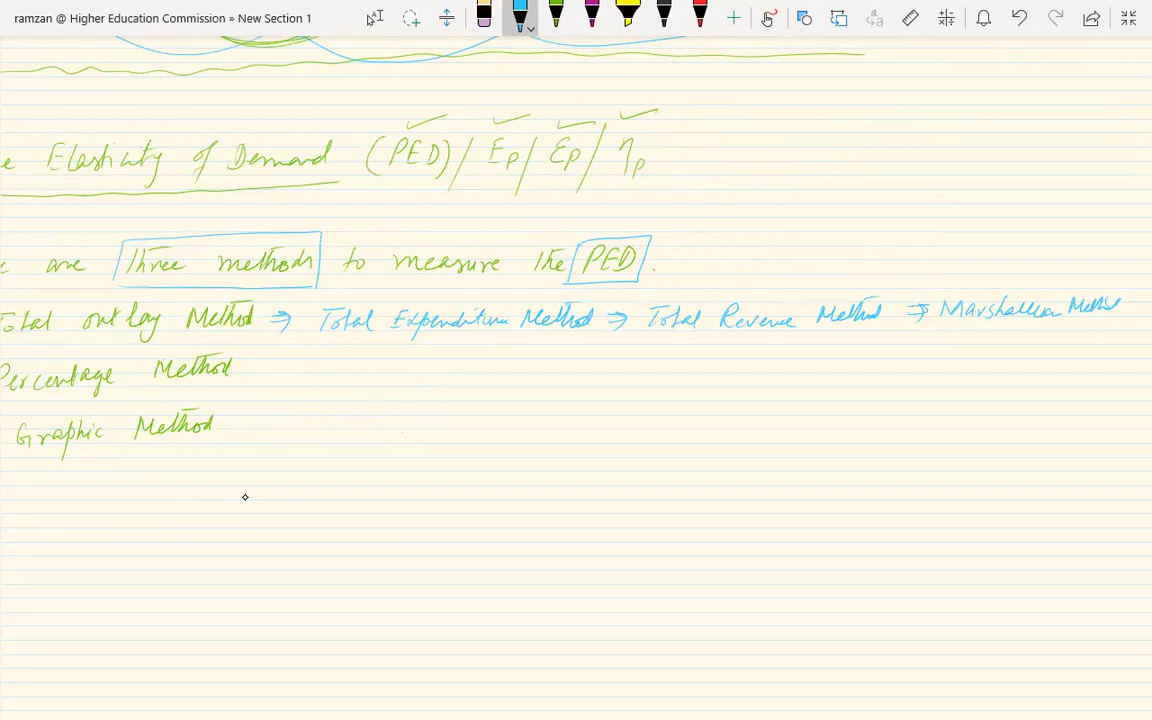 ramzan @ Higher Education Commission » New Section 1
e Elasticity of Demand (PED) / Ep / Ɛp / ηp
are three methods to measure the PED.
Total outlay Method ⇒ Total Expenditure Method ⇒ Total Revenue Method ⇒ Marshallian Method
Percentage Method
Graphic Method